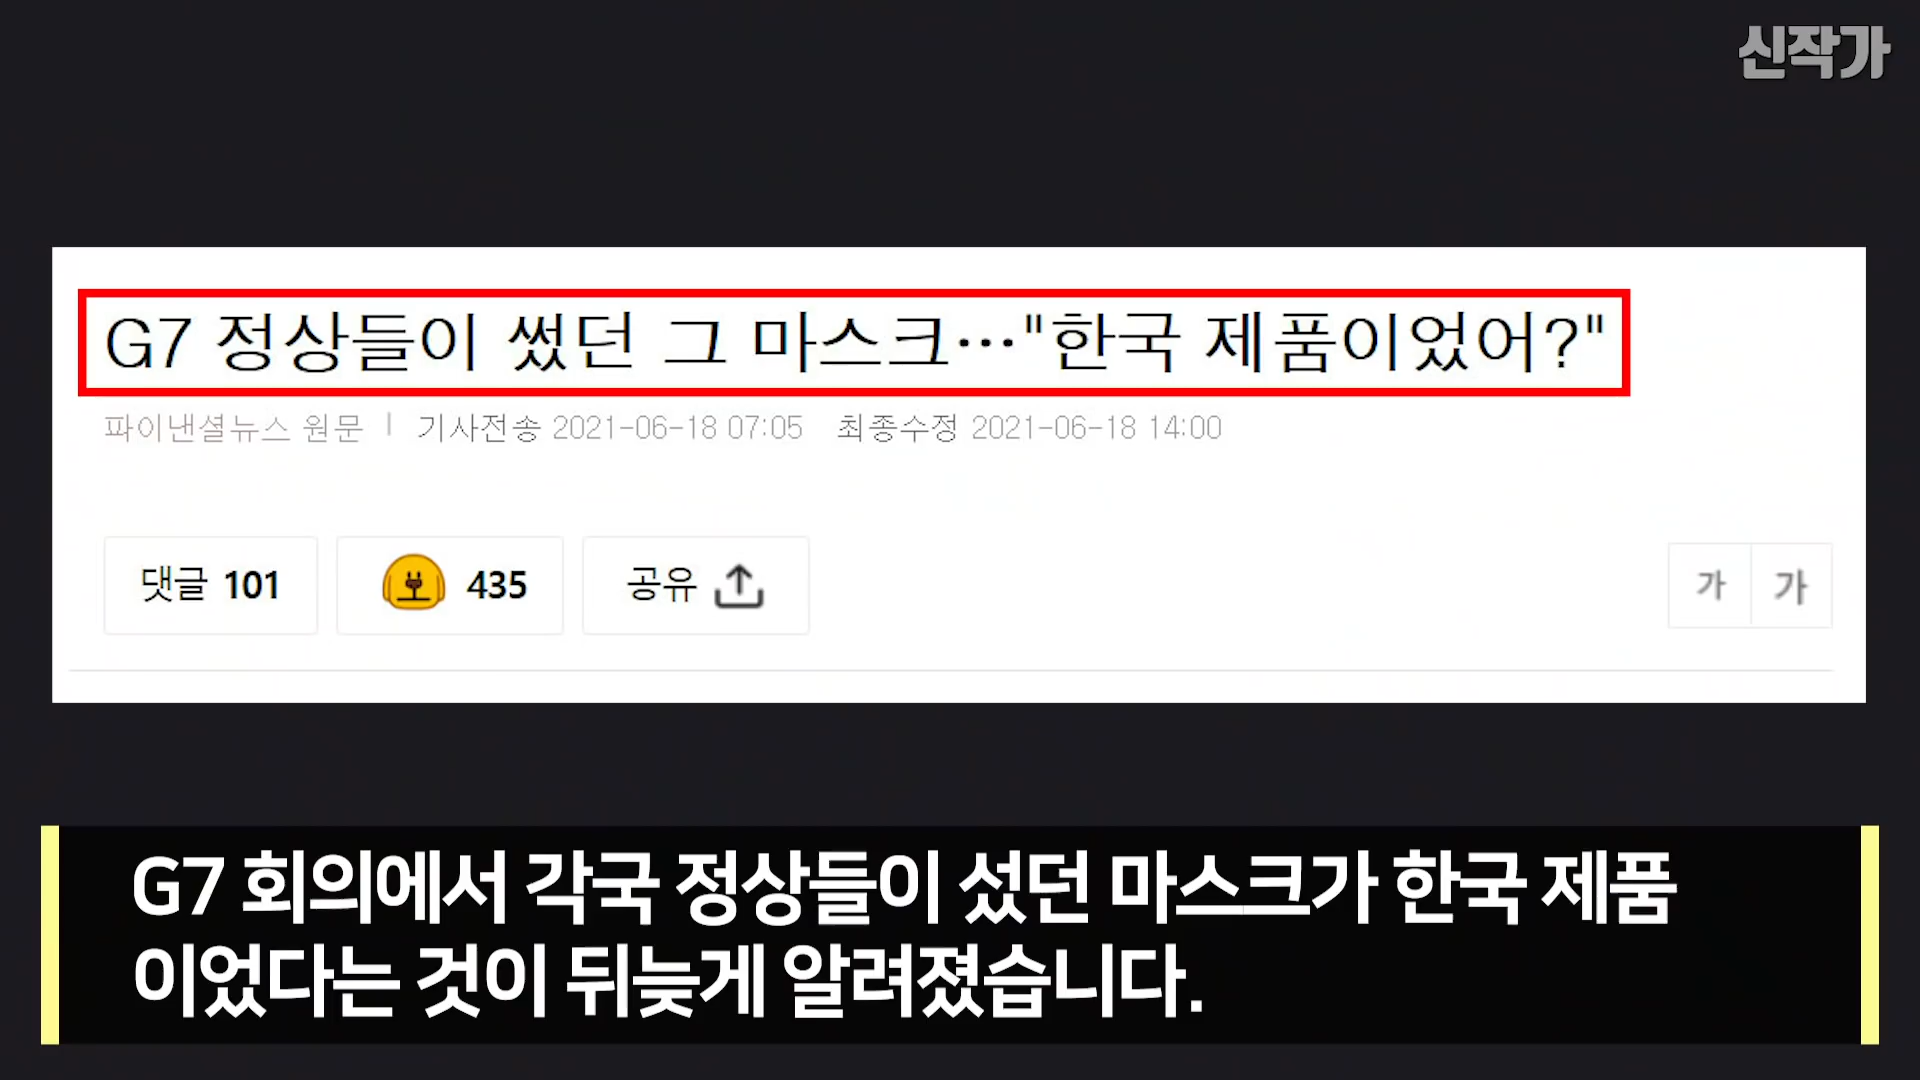 신작가
G7 정상들이 썼던 그 마스크…"한국 제품이었어?"
파이낸셜뉴스 원문 | 기사전송 2021-06-18 07:05 최종수정 2021-06-18 14:00
댓글 101 435 공유 가 가
G7 회의에서 각국 정상들이 섰던 마스크가 한국 제품
이었다는 것이 뒤늦게 알려졌습니다.